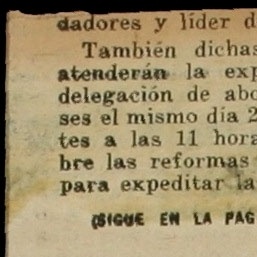 dadores y líder d
También dichas
atenderán la exp
delegación de abo
ses el mismo día 2
tes a las 11 hora
bre las reformas
para expeditar la
(SIGUE EN LA PAG